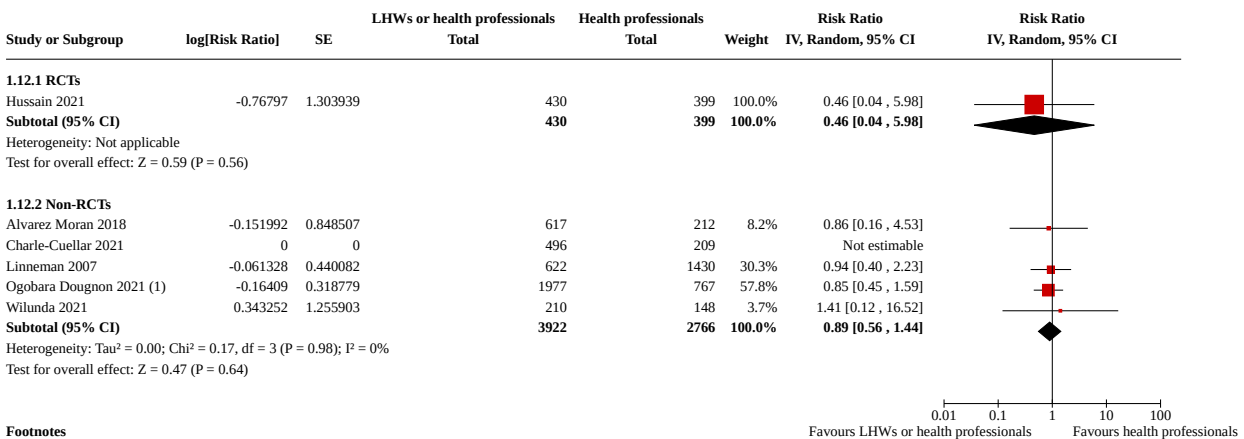 LHWs or health professionals Health professionals Risk Ratio Risk Ratio
Study or Subgroup log[Risk Ratio] SE Total Total Weight IV, Random, 95% CI IV, Random, 95% CI
1.12.1 RCTs
Hussain 2021 -0.76797 1.303939 430 399 100.0% 0.46 [0.04 , 5.98]
Subtotal (95% CI) 430 399 100.0% 0.46 [0.04 , 5.98]
Heterogeneity: Not applicable
Test for overall effect: Z = 0.59 (P = 0.56)
1.12.2 Non-RCTs
Alvarez Moran 2018 -0.151992 0.848507 617 212 8.2% 0.86 [0.16 , 4.53]
Charle-Cuellar 2021 0 0 496 209 Not estimable
Linneman 2007 -0.061328 0.440082 622 1430 30.3% 0.94 [0.40 , 2.23]
Ogobara Dougnon 2021 (1) -0.16409 0.318779 1977 767 57.8% 0.85 [0.45 , 1.59]
Wilunda 2021 0.343252 1.255903 210 148 3.7% 1.41 [0.12 , 16.52]
Subtotal (95% CI) 3922 2766 100.0% 0.89 [0.56 , 1.44]
Heterogeneity: Tau² = 0.00; Chi² = 0.17, df = 3 (P = 0.98); I² = 0%
Test for overall effect: Z = 0.47 (P = 0.64)
0.01 0.1 1 10 100
Footnotes Favours LHWs or health professionals Favours health professionals